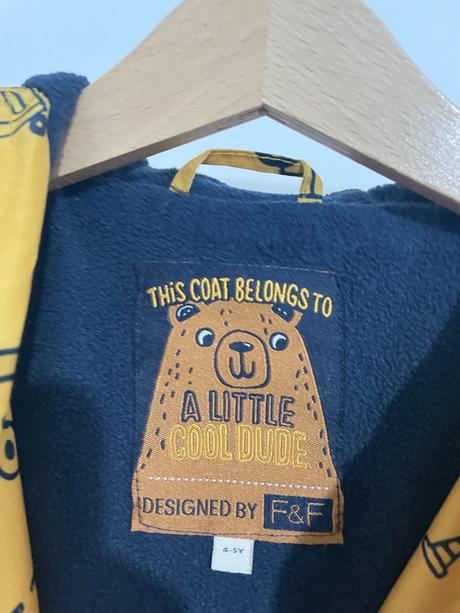 THiS COAT BELONGS TO
A LITTLE
COOL DUDE
DESIGNED BY F&F
4-5Y